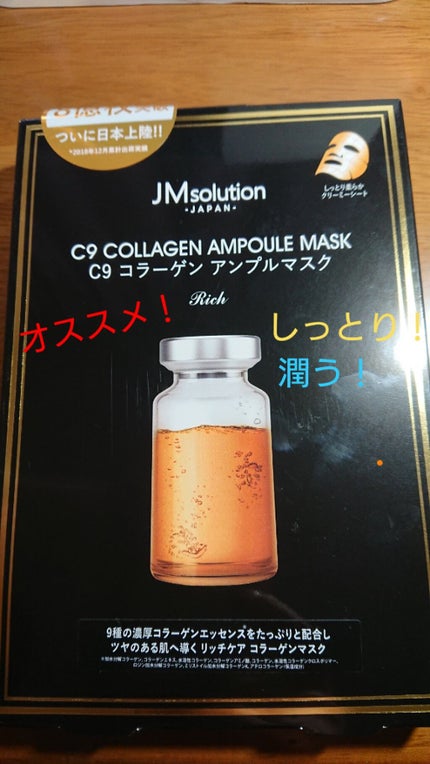 ついに日本上陸!!
*2018年12月累計出荷実績
JMsolution
-JAPAN-
しっとり柔らか
クリーミーシート
C9 COLLAGEN AMPOULE MASK
C9 コラーゲン アンプルマスク
Rich
オススメ！
しっとり！
潤う！
9種の濃厚コラーゲンエッセンスをたっぷりと配合し
ツヤのある肌へ導くリッチケア コラーゲンマスク